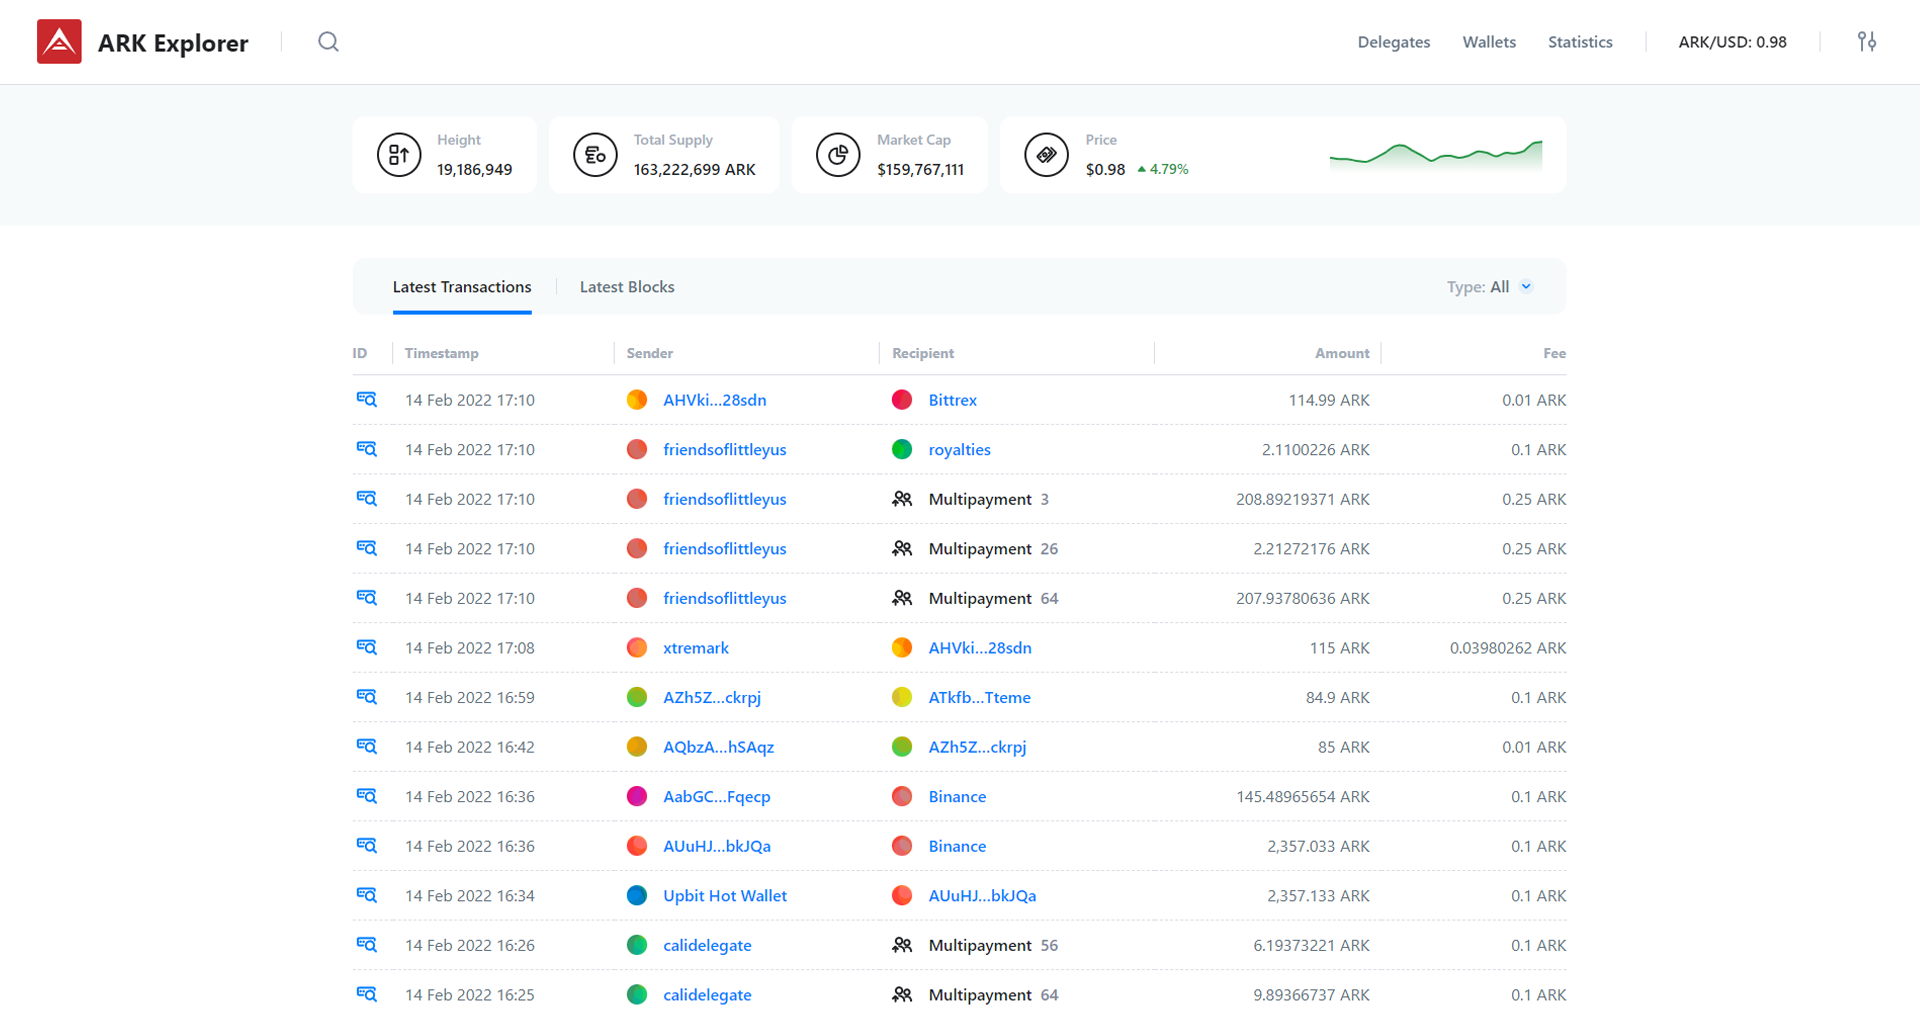 ARK Explorer
Delegates Wallets Statistics ARK/USD: 0.98
Height Total Supply Market Cap Price
19,186,949 163,222,699 ARK $159,767,111 $0.98 4.79%
Latest Transactions Latest Blocks Type: All
ID Timestamp Sender Recipient Amount Fee
14 Feb 2022 17:10 AHVki...28sdn Bittrex 114.99 ARK 0.01 ARK
14 Feb 2022 17:10 friendsoflittleyus royalties 2.1100226 ARK 0.1 ARK
14 Feb 2022 17:10 friendsoflittleyus Multipayment 3 208.89219371 ARK 0.25 ARK
14 Feb 2022 17:10 friendsoflittleyus Multipayment 26 2.21272176 ARK 0.25 ARK
14 Feb 2022 17:10 friendsoflittleyus Multipayment 64 207.93780636 ARK 0.25 ARK
14 Feb 2022 17:08 xtremark AHVki...28sdn 115 ARK 0.03980262 ARK
14 Feb 2022 16:59 AZh5Z...ckrpj ATkfb...Tteme 84.9 ARK 0.1 ARK
14 Feb 2022 16:42 AQbzA...hSAqz AZh5Z...ckrpj 85 ARK 0.01 ARK
14 Feb 2022 16:36 AabGC...Fqecp Binance 145.48965654 ARK 0.1 ARK
14 Feb 2022 16:36 AUuHJ...bkJQa Binance 2,357.033 ARK 0.1 ARK
14 Feb 2022 16:34 Upbit Hot Wallet AUuHJ...bkJQa 2,357.133 ARK 0.1 ARK
14 Feb 2022 16:26 calidelegate Multipayment 56 6.19373221 ARK 0.1 ARK
14 Feb 2022 16:25 calidelegate Multipayment 64 9.89366737 ARK 0.1 ARK